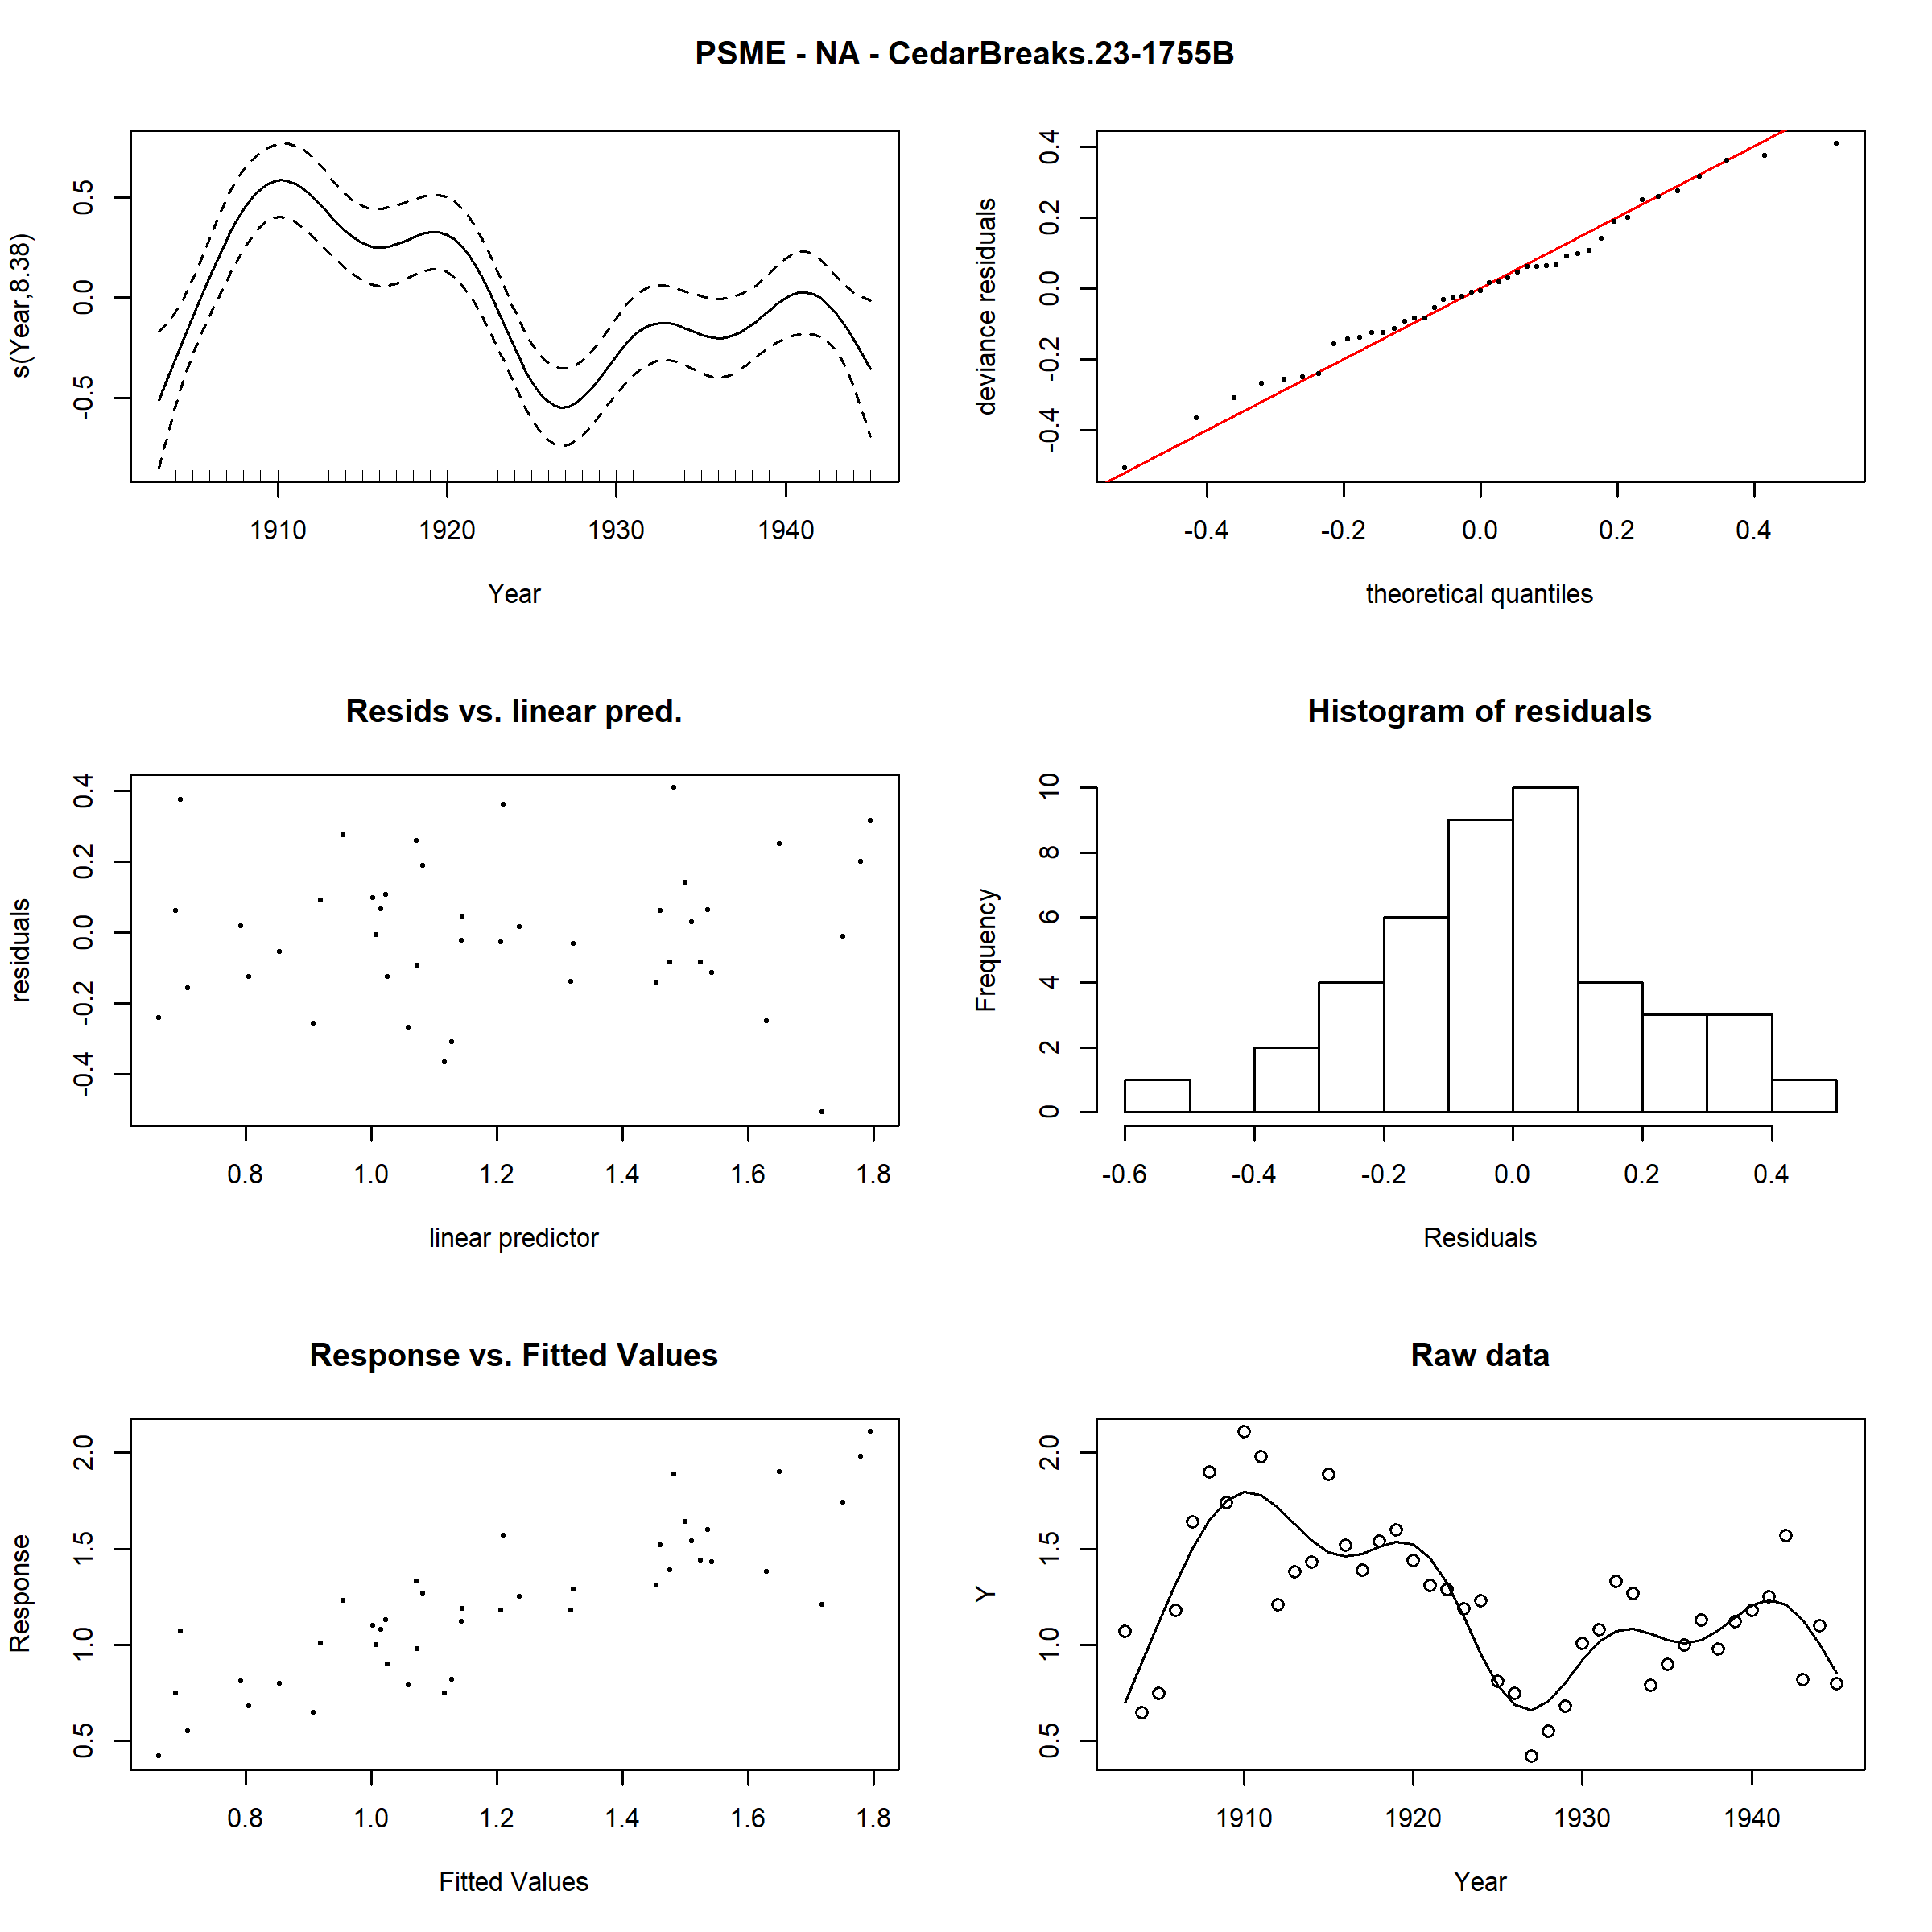 PSME - NA - CedarBreaks.23-1755B
s(Year,8.38)
0.5
0.0
-0.5
1910 1920 1930 1940
Year
deviance residuals
0.4
0.2
0.0
-0.2
-0.4
-0.4 -0.2 0.0 0.2 0.4
theoretical quantiles
Resids vs. linear pred.
residuals
0.4
0.2
0.0
-0.2
-0.4
0.8 1.0 1.2 1.4 1.6 1.8
linear predictor
Histogram of residuals
Frequency
10
8
6
4
2
0
-0.6 -0.4 -0.2 0.0 0.2 0.4
Residuals
Response vs. Fitted Values
Response
2.0
1.5
1.0
0.5
0.8 1.0 1.2 1.4 1.6 1.8
Fitted Values
Raw data
Y
2.0
1.5
1.0
0.5
1910 1920 1930 1940
Year